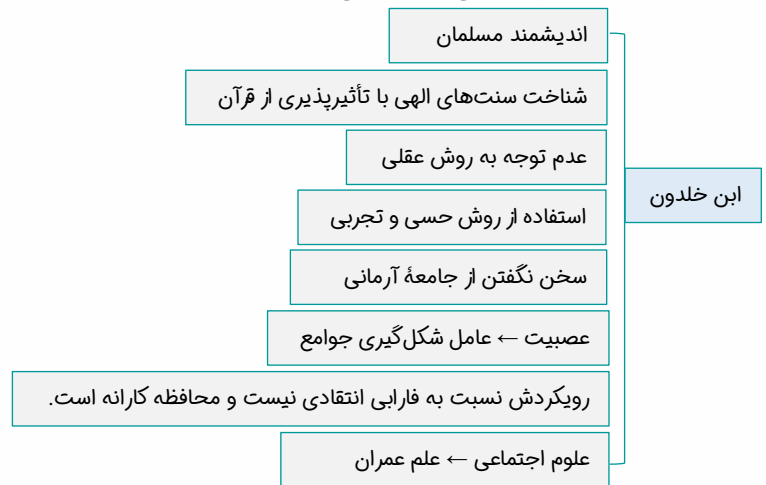 ابن خلدون
اندیشمند مسلمان
شناخت سنت‌های الهی با تأثیرپذیری از قرآن
عدم توجه به روش عقلی
استفاده از روش حسی و تجربی
سخن نگفتن از جامعۀ آرمانی
عصبیت ← عامل شکل‌گیری جوامع
رویکردش نسبت به فارابی انتقادی نیست و محافظه کارانه است.
علوم اجتماعی ← علم عمران